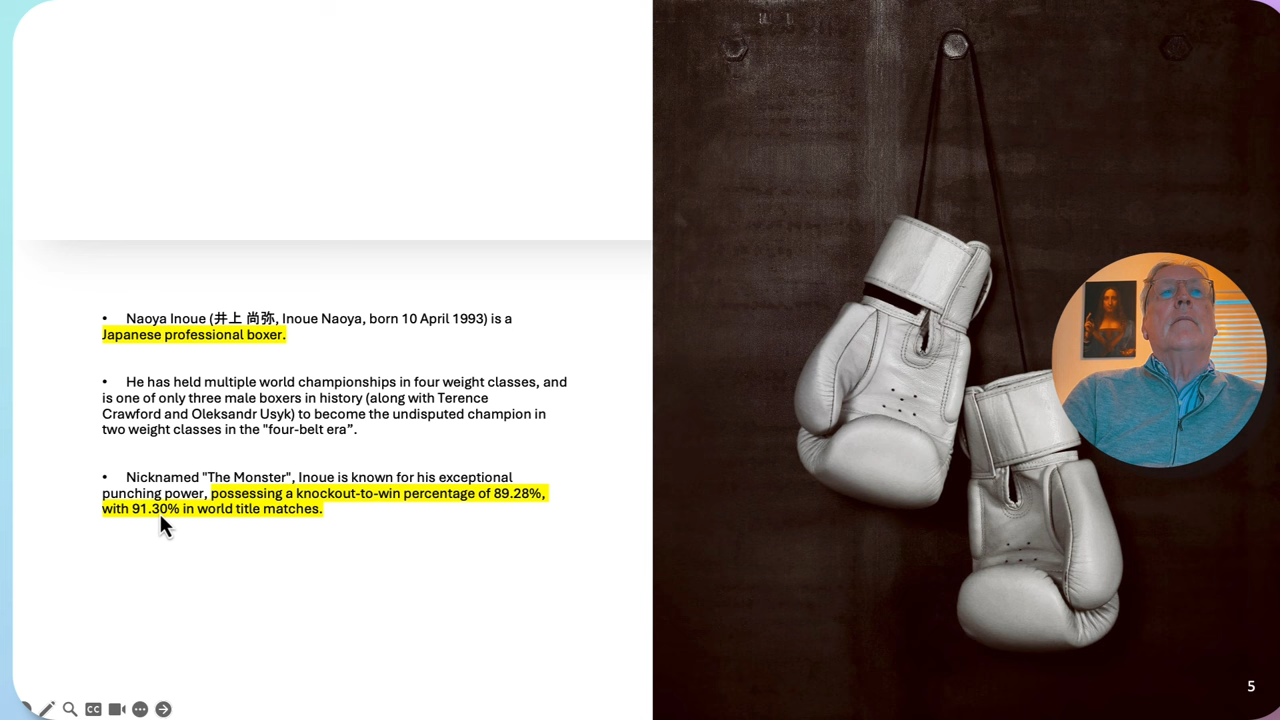 • Naoya Inoue (井上 尚弥, Inoue Naoya, born 10 April 1993) is a
Japanese professional boxer.
• He has held multiple world championships in four weight classes, and
is one of only three male boxers in history (along with Terence
Crawford and Oleksandr Usyk) to become the undisputed champion in
two weight classes in the "four-belt era”.
• Nicknamed "The Monster", Inoue is known for his exceptional
punching power, possessing a knockout-to-win percentage of 89.28%,
with 91.30% in world title matches.
CC
5